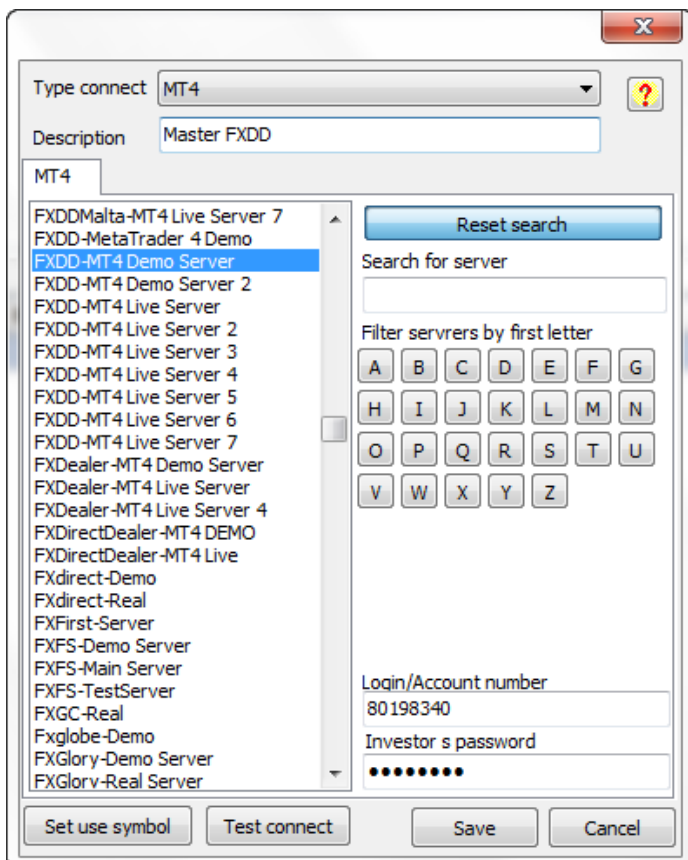 Type connect MT4
?
Description Master FXDD
MT4
FXDDMalta-MT4 Live Server 7
FXDD-MetaTrader 4 Demo
FXDD-MT4 Demo Server
FXDD-MT4 Demo Server 2
FXDD-MT4 Live Server
FXDD-MT4 Live Server 2
FXDD-MT4 Live Server 3
FXDD-MT4 Live Server 4
FXDD-MT4 Live Server 5
FXDD-MT4 Live Server 6
FXDD-MT4 Live Server 7
FXDealer-MT4 Demo Server
FXDealer-MT4 Live Server
FXDealer-MT4 Live Server 4
FXDirectDealer-MT4 DEMO
FXDirectDealer-MT4 Live
FXdirect-Demo
FXdirect-Real
FXFirst-Server
FXFS-Demo Server
FXFS-Main Server
FXFS-TestServer
FXGC-Real
Fxglobe-Demo
FXGlory-Demo Server
FXGlory-Real Server
Reset search
Search for server
Filter servrers by first letter
A B C D E F G
H I J K L M N
O P Q R S T U
V W X Y Z
Login/Account number
80198340
Investor s password
●●●●●●●●
Set use symbol Test connect Save Cancel